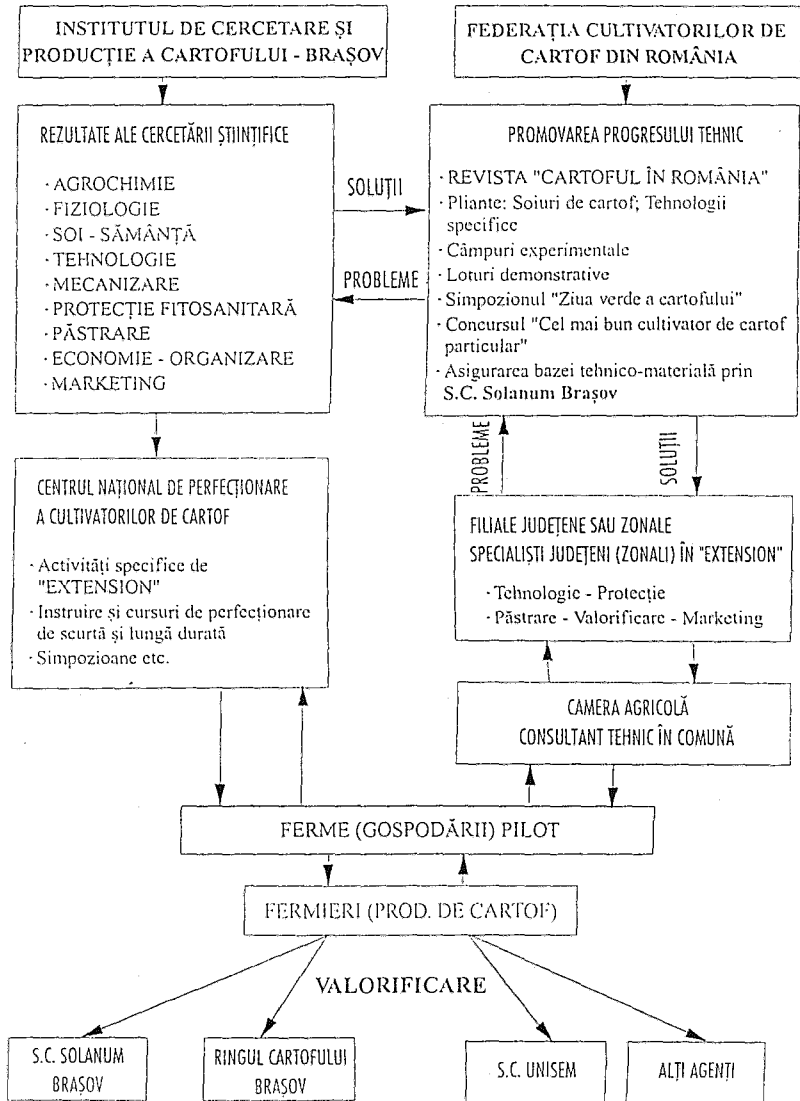 INSTITUTUL DE CERCETARE ȘI
PRODUCȚIE A CARTOFULUI - BRAȘOV
FEDERAȚIA CULTIVATORILOR DE
CARTOF DIN ROMÂNIA
REZULTATE ALE CERCETĂRII ȘTIINȚIFICE
· AGROCHIMIE
· FIZIOLOGIE
· SOI - SĂMÂNȚĂ
· TEHNOLOGIE
· MECANIZARE
· PROTECȚIE FITOSANITARĂ
· PĂSTRARE
· ECONOMIE - ORGANIZARE
· MARKETING
SOLUȚII
PROBLEME
PROMOVAREA PROGRESULUI TEHNIC
· REVISTA "CARTOFUL ÎN ROMÂNIA"
· Pliante: Soiuri de cartof; Tehnologii
specifice
· Câmpuri experimentale
· Loturi demonstrative
· Simpozionul "Ziua verde a cartofului"
· Concursul "Cel mai bun cultivator de cartof
particular"
· Asigurarea bazei tehnico-materială prin
S.C. Solanum Brașov
PROBLEME
SOLUȚII
CENTRUL NAȚIONAL DE PERFECȚIONARE
A CULTIVATORILOR DE CARTOF
· Activități specifice de
"EXTENSION"
· Instruire și cursuri de perfecționare
de scurtă și lungă durată
· Simpozioane etc.
FILIALE JUDEȚENE SAU ZONALE
SPECIALIȘTI JUDEȚENI (ZONALI) ÎN "EXTENSION"
· Tehnologie - Protecție
· Păstrare - Valorificare - Marketing
CAMERA AGRICOLĂ
CONSULTANT TEHNIC ÎN COMUNĂ
FERME (GOSPODĂRII) PILOT
FERMIERI (PROD. DE CARTOF)
VALORIFICARE
S.C. SOLANUM
BRAȘOV
RINGUL CARTOFULUI
BRAȘOV
S.C. UNISEM
ALȚI AGENȚI